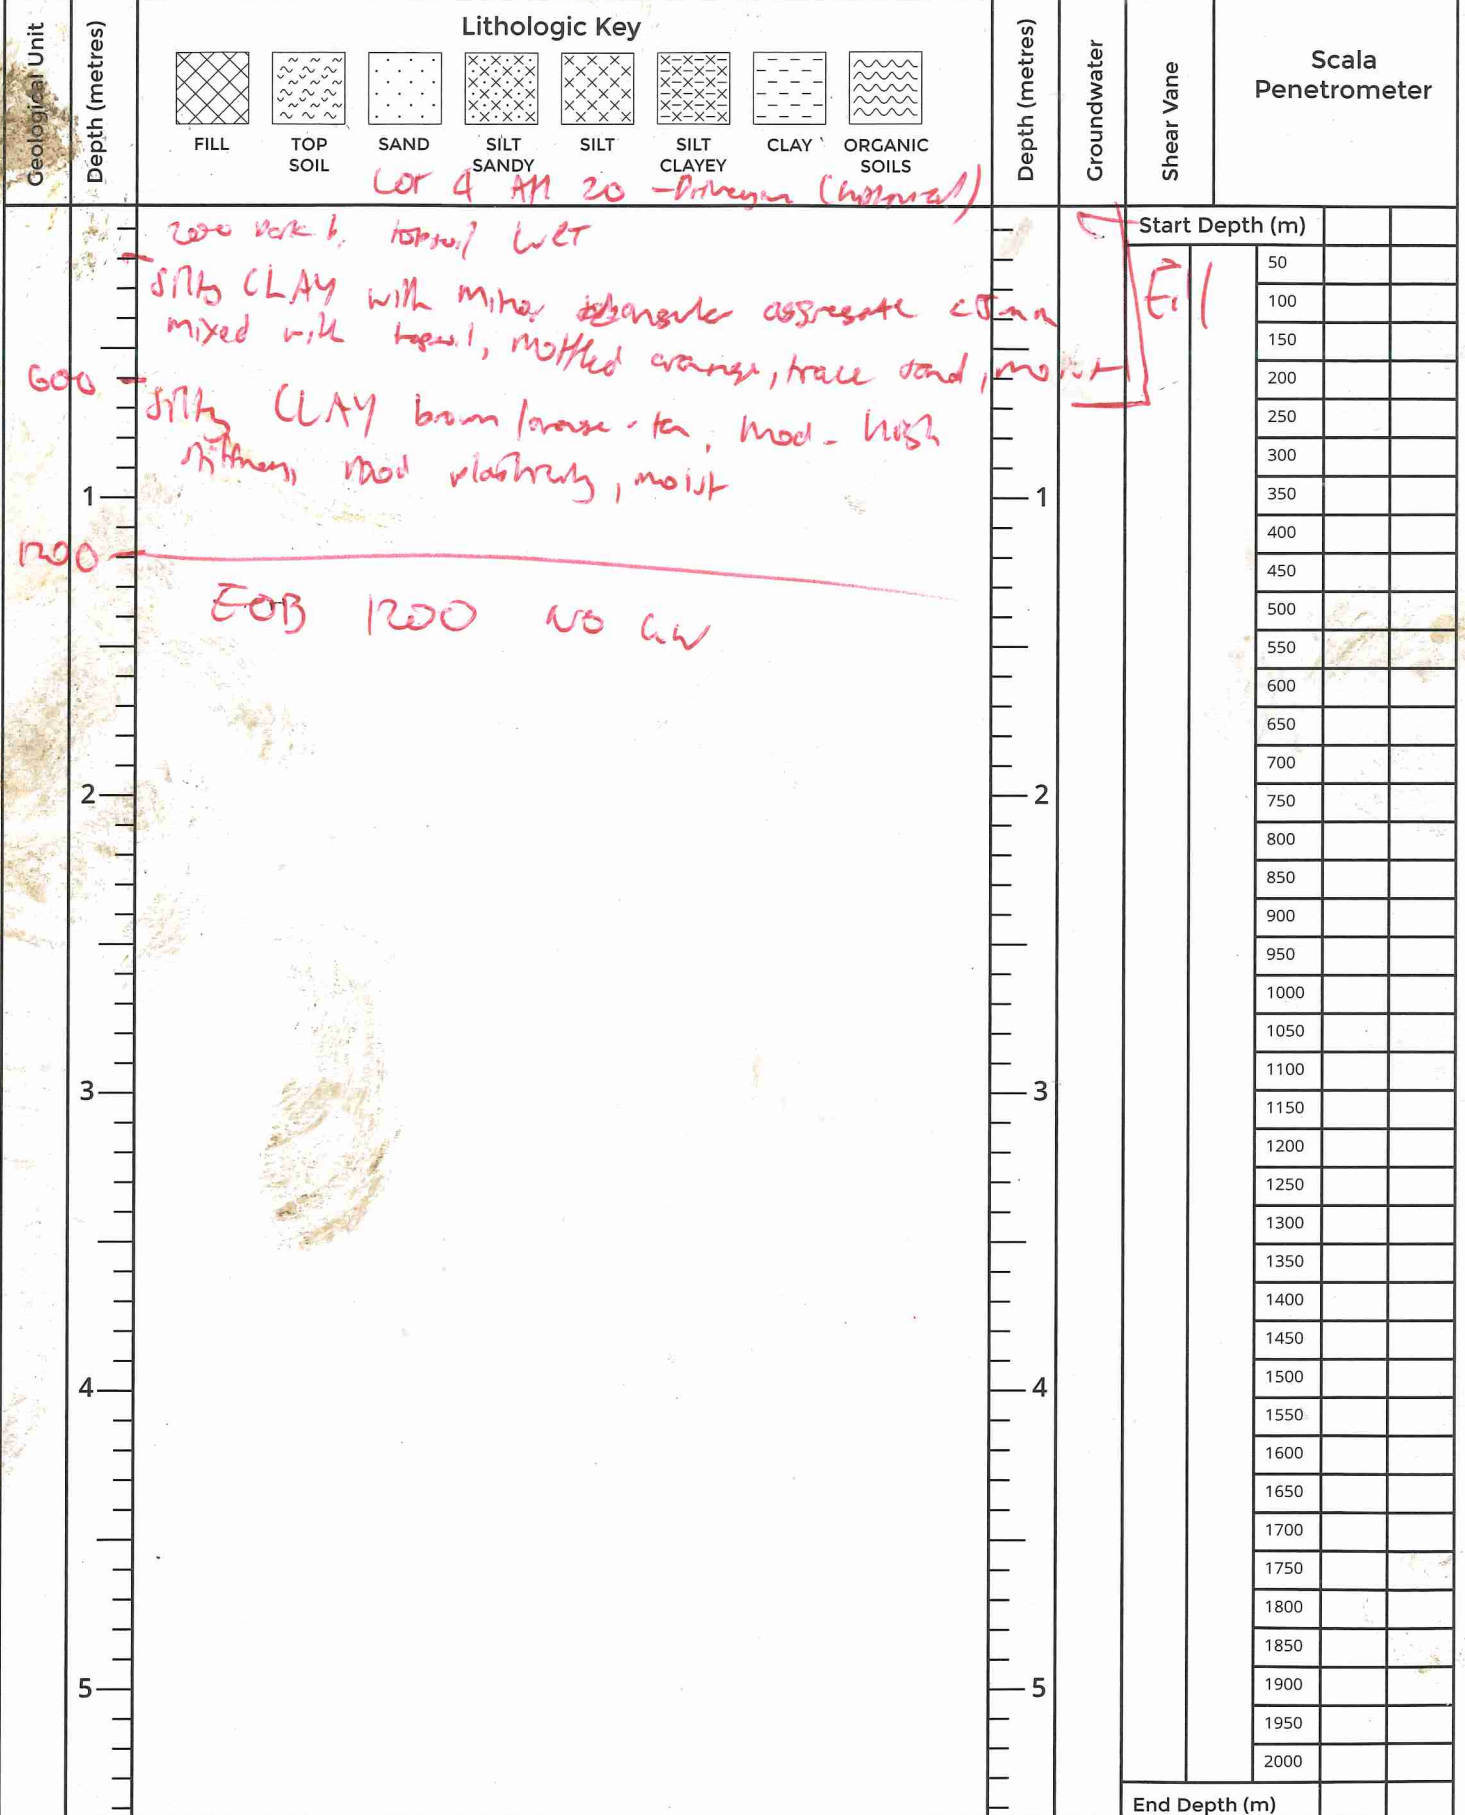 Geological Unit
Depth (metres)
Lithologic Key
FILL
TOP SOIL
SAND
SILT SANDY
SILT
SILT CLAYEY
CLAY
ORGANIC SOILS
Depth (metres)
Groundwater
Shear Vane
Scala Penetrometer
Lot 4 AH 20 - Driveway
Start Depth (m)
200 Dark b. topsoil WET
Silty CLAY with minor aggregate <5mm
mixed with topsoil, mottled orange, trace sand, moist
Fill
600
Silty CLAY brown/orange-tan, mod-high
stiffness, mod plasticity, moist
1
1
1200
EOB 1200 NO GW
2
2
3
3
4
4
5
5
50
100
150
200
250
300
350
400
450
500
550
600
650
700
750
800
850
900
950
1000
1050
1100
1150
1200
1250
1300
1350
1400
1450
1500
1550
1600
1650
1700
1750
1800
1850
1900
1950
2000
End Depth (m)